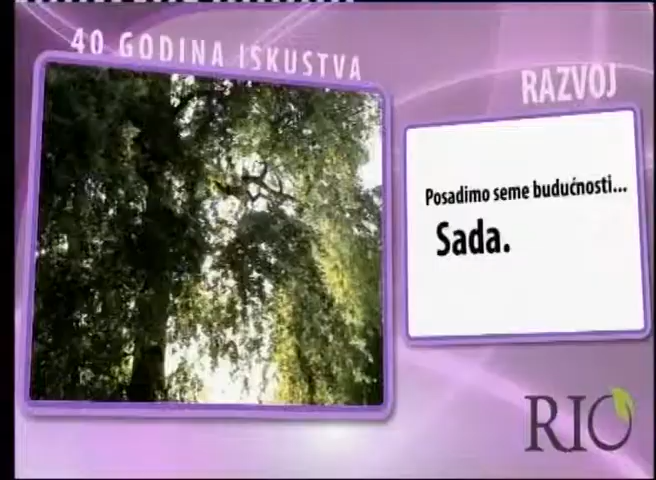 40 GODINA ISKUSTVA
RAZVOJ
Posadimo seme budućnosti...
Sada.
RIO